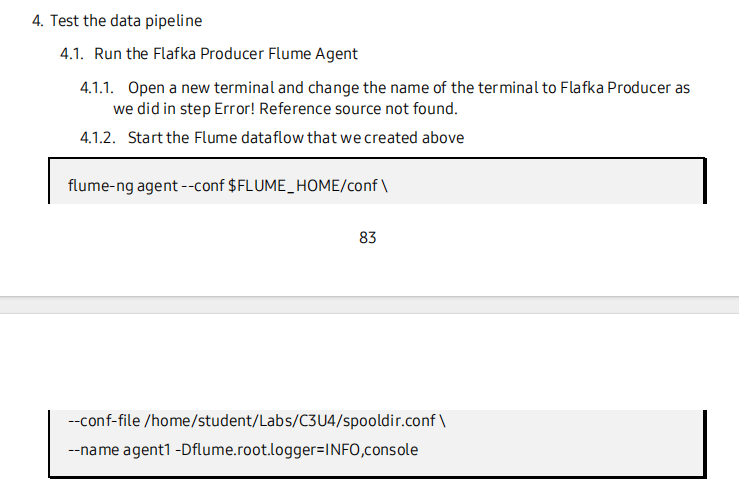 4. Test the data pipeline
4.1. Run the Flafka Producer Flume Agent
4.1.1. Open a new terminal and change the name of the terminal to Flafka Producer as
we did in step Error! Reference source not found.
4.1.2. Start the Flume dataflow that we created above
flume-ng agent --conf $FLUME_HOME/conf \
83
--conf-file /home/student/Labs/C3U4/spooldir.conf \
--name agent1 -Dflume.root.logger=INFO,console